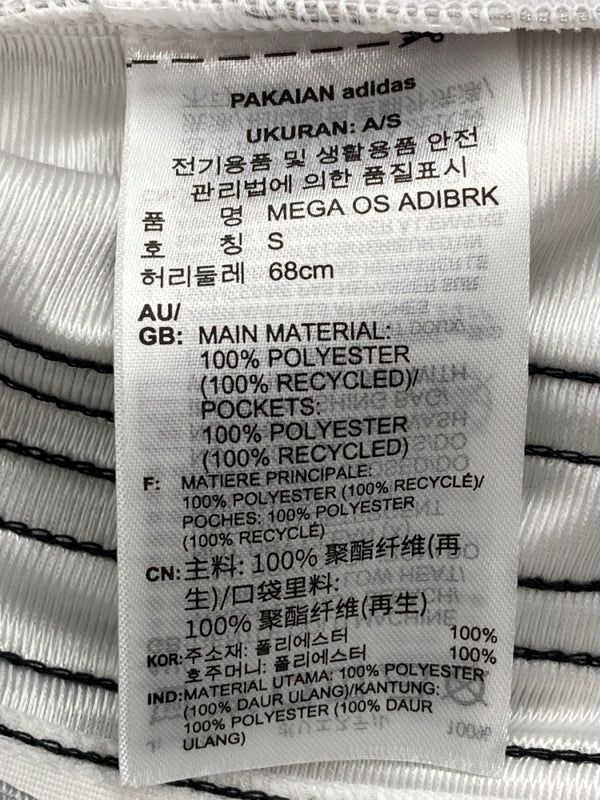 PAKAIAN adidas
UKURAN: A/S
전기용품 및 생활용품 안전
관리법에 의한 품질표시
품 명 MEGA OS ADIBRK
호 칭 S
허리둘레 68cm
AU/
GB: MAIN MATERIAL:
100% POLYESTER
(100% RECYCLED)/
POCKETS:
100% POLYESTER
(100% RECYCLED)
F: MATIERE PRINCIPALE:
100% POLYESTER (100% RECYCLÉ)/
POCHES: 100% POLYESTER
(100% RECYCLÉ)
CN: 主料: 100% 聚酯纤维(再
生)/口袋里料:
100% 聚酯纤维(再生)
KOR: 주소재: 폴리에스터 100%
호주머니: 폴리에스터 100%
IND: MATERIAL UTAMA: 100% POLYESTER
(100% DAUR ULANG)/KANTUNG:
100% POLYESTER (100% DAUR
ULANG)